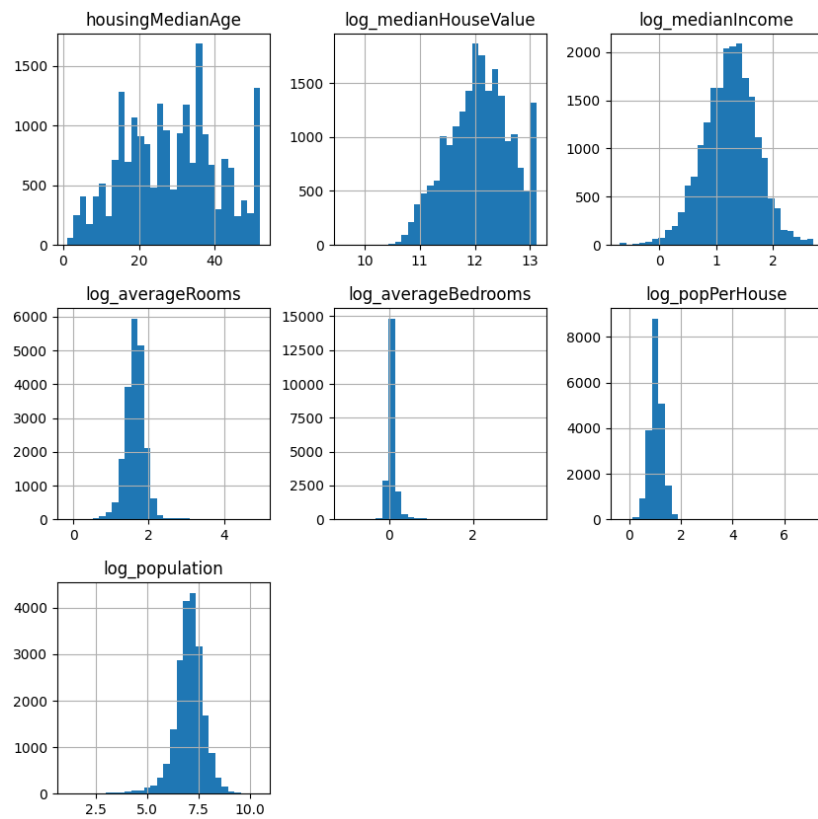 housingMedianAge
1500
1000
500
0
0 20 40
log_medianHouseValue
1500
1000
500
0
10 11 12 13
log_medianIncome
2000
1500
1000
500
0
0 1 2
log_averageRooms
6000
5000
4000
3000
2000
1000
0
0 2 4
log_averageBedrooms
15000
12500
10000
7500
5000
2500
0
0 2
log_popPerHouse
8000
6000
4000
2000
0
0 2 4 6
log_population
4000
3000
2000
1000
0
2.5 5.0 7.5 10.0